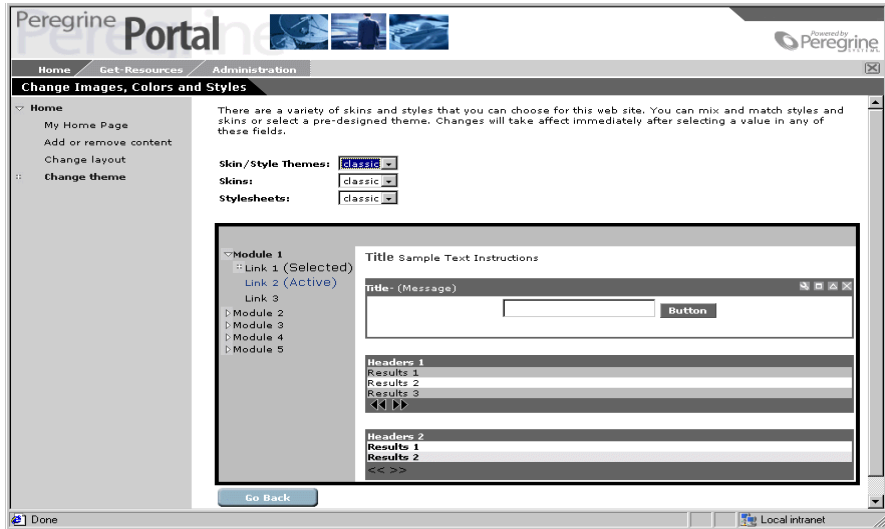 Peregrine Portal
Powered by
Peregrine
SYSTEMS
Home Get-Resources Administration
Change Images, Colors and Styles
Home
My Home Page
Add or remove content
Change layout
Change theme
There are a variety of skins and styles that you can choose for this web site. You can mix and match styles and
skins or select a pre-designed theme. Changes will take affect immediately after selecting a value in any of
these fields.
Skin/Style Themes: classic
Skins: classic
Stylesheets: classic
Module 1
Link 1 (Selected)
Link 2 (Active)
Link 3
Module 2
Module 3
Module 4
Module 5
Title Sample Text Instructions
Title- (Message)
Button
Headers 1
Results 1
Results 2
Results 3
Headers 2
Results 1
Results 2
<< >>
Go Back
Done
Local intranet